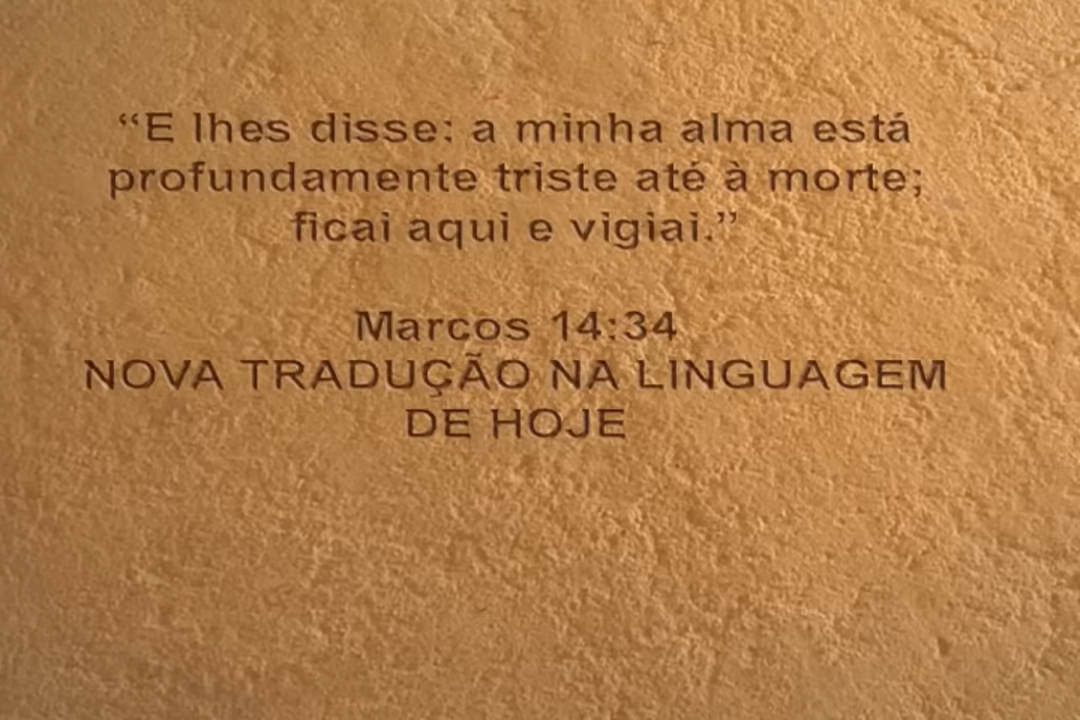 “E lhes disse: a minha alma está
profundamente triste até à morte;
ficai aqui e vigiai.”
Marcos 14:34
NOVA TRADUÇÃO NA LINGUAGEM
DE HOJE